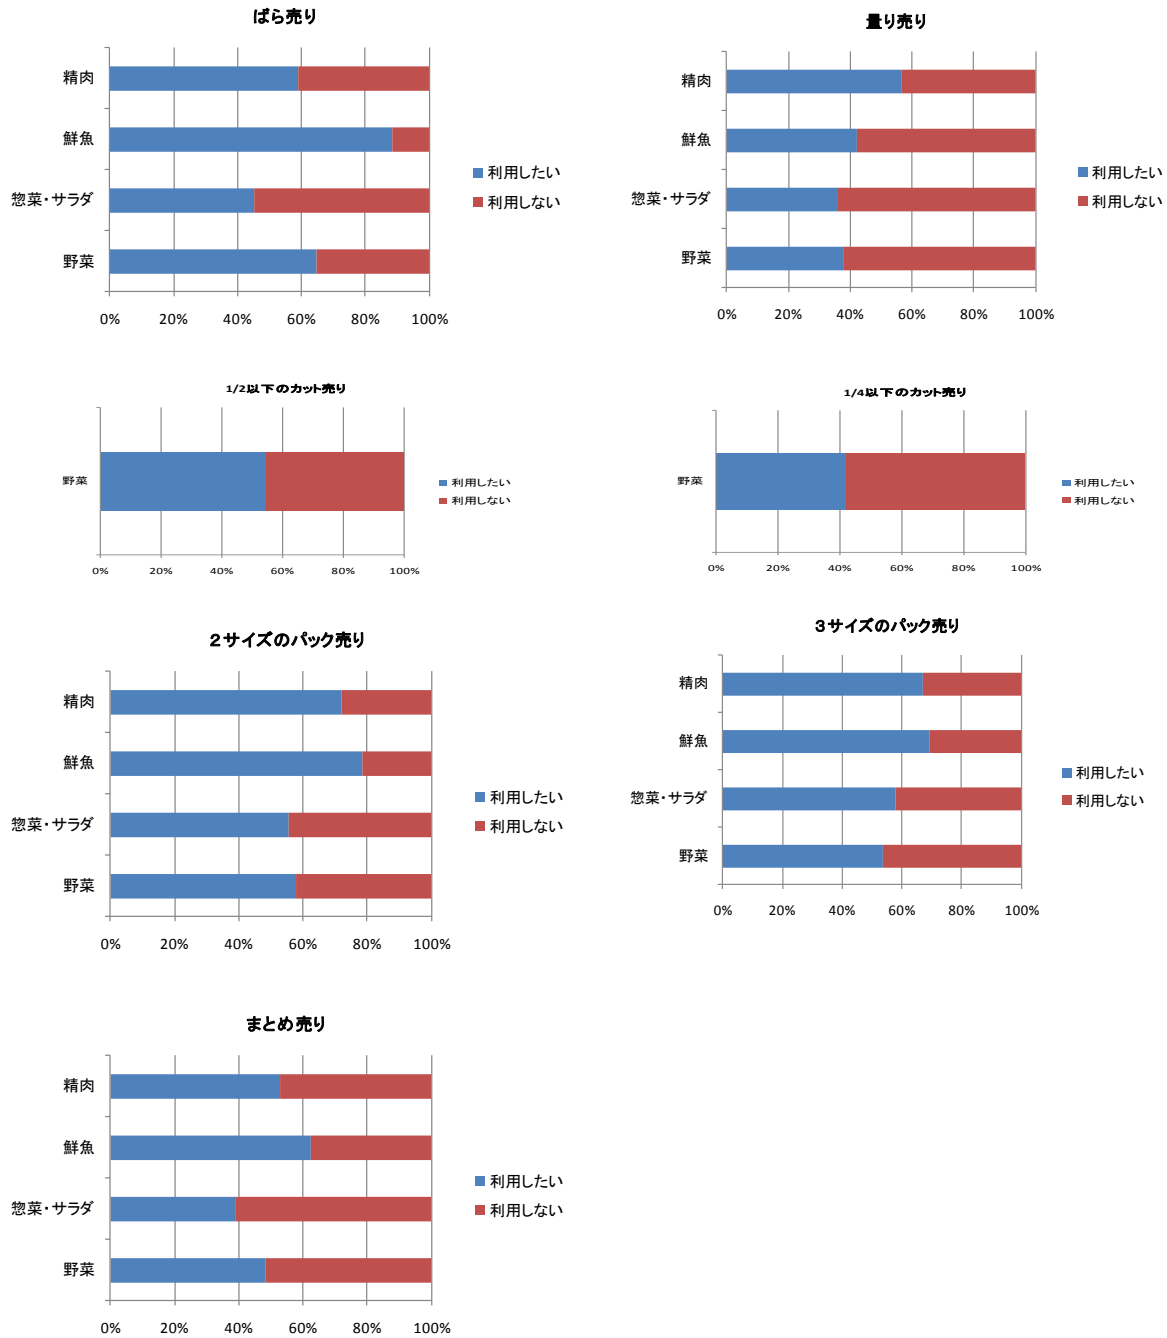 ばら売り
精肉
鮮魚
惣菜・サラダ
野菜
0% 20% 40% 60% 80% 100%
利用したい
利用しない
量り売り
精肉
鮮魚
惣菜・サラダ
野菜
0% 20% 40% 60% 80% 100%
利用したい
利用しない
1/2以下のカット売り
野菜
0% 20% 40% 60% 80% 100%
利用したい
利用しない
1/4以下のカット売り
野菜
0% 20% 40% 60% 80% 100%
利用したい
利用しない
2サイズのパック売り
精肉
鮮魚
惣菜・サラダ
野菜
0% 20% 40% 60% 80% 100%
利用したい
利用しない
3サイズのパック売り
精肉
鮮魚
惣菜・サラダ
野菜
0% 20% 40% 60% 80% 100%
利用したい
利用しない
まとめ売り
精肉
鮮魚
惣菜・サラダ
野菜
0% 20% 40% 60% 80% 100%
利用したい
利用しない